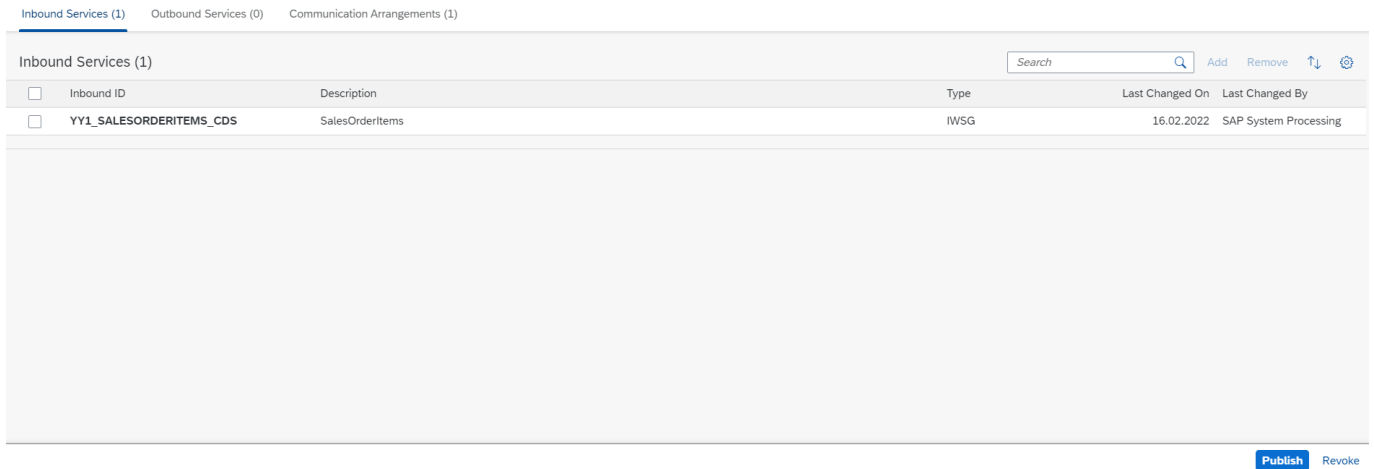 Inbound Services (1) Outbound Services (0) Communication Arrangements (1)
Inbound Services (1) Search Add Remove
Inbound ID Description Type Last Changed On Last Changed By
YY1_SALESORDERITEMS_CDS SalesOrderItems IWSG 16.02.2022 SAP System Processing
Publish Revoke